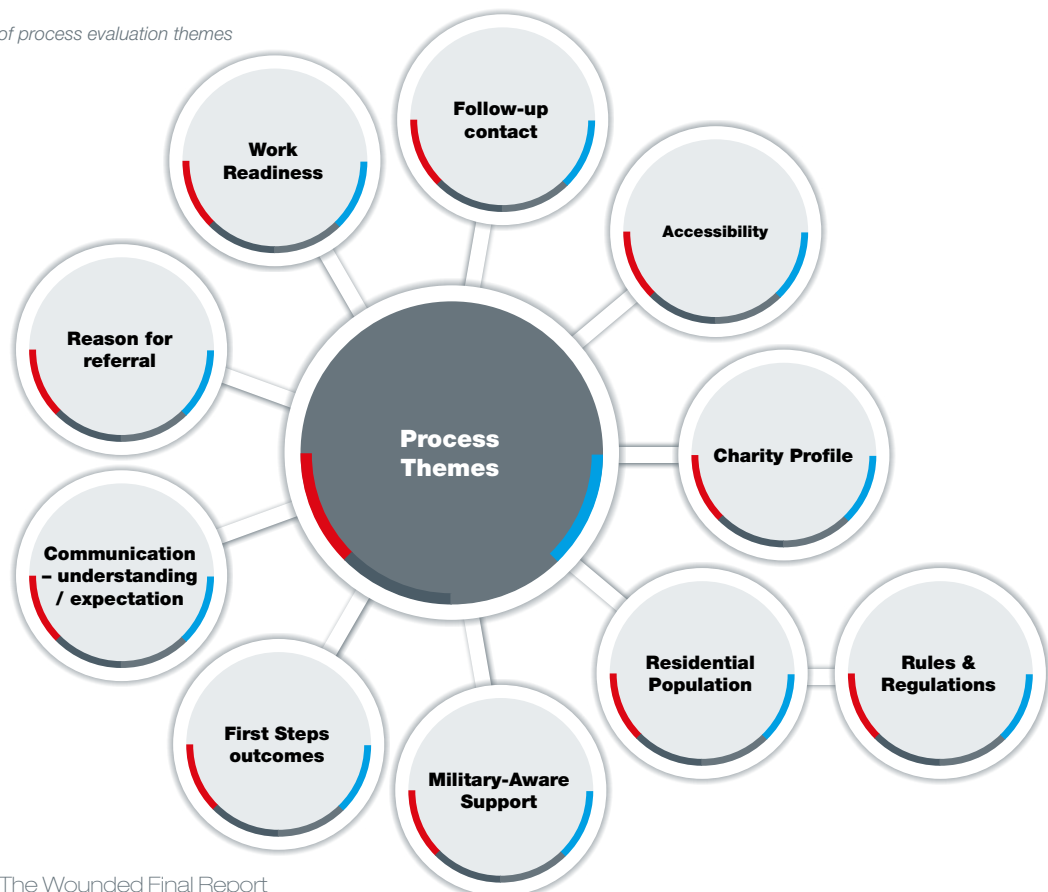 of process evaluation themes
Follow-up
contact
Work
Readiness
Accessibility
Reason for
referral
Process
Themes
Charity Profile
Communication
– understanding
/ expectation
Residential
Population
Rules &
Regulations
First Steps
outcomes
Military-Aware
Support
The Wounded Final Report